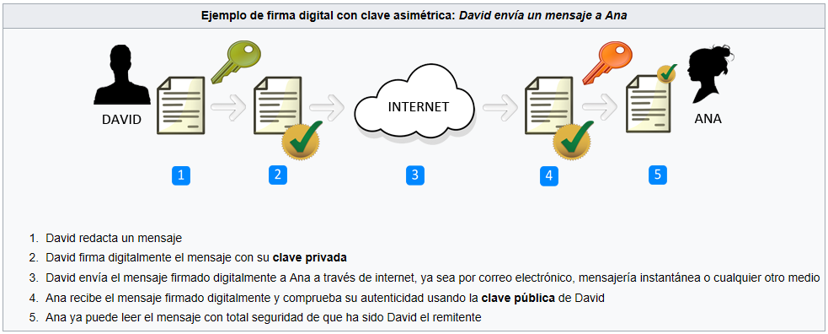 Ejemplo de firma digital con clave asimétrica: David envía un mensaje a Ana
DAVID
INTERNET
ANA
1
2
3
4
5
1. David redacta un mensaje
2. David firma digitalmente el mensaje con su clave privada
3. David envía el mensaje firmado digitalmente a Ana a través de internet, ya sea por correo electrónico, mensajería instantánea o cualquier otro medio
4. Ana recibe el mensaje firmado digitalmente y comprueba su autenticidad usando la clave pública de David
5. Ana ya puede leer el mensaje con total seguridad de que ha sido David el remitente